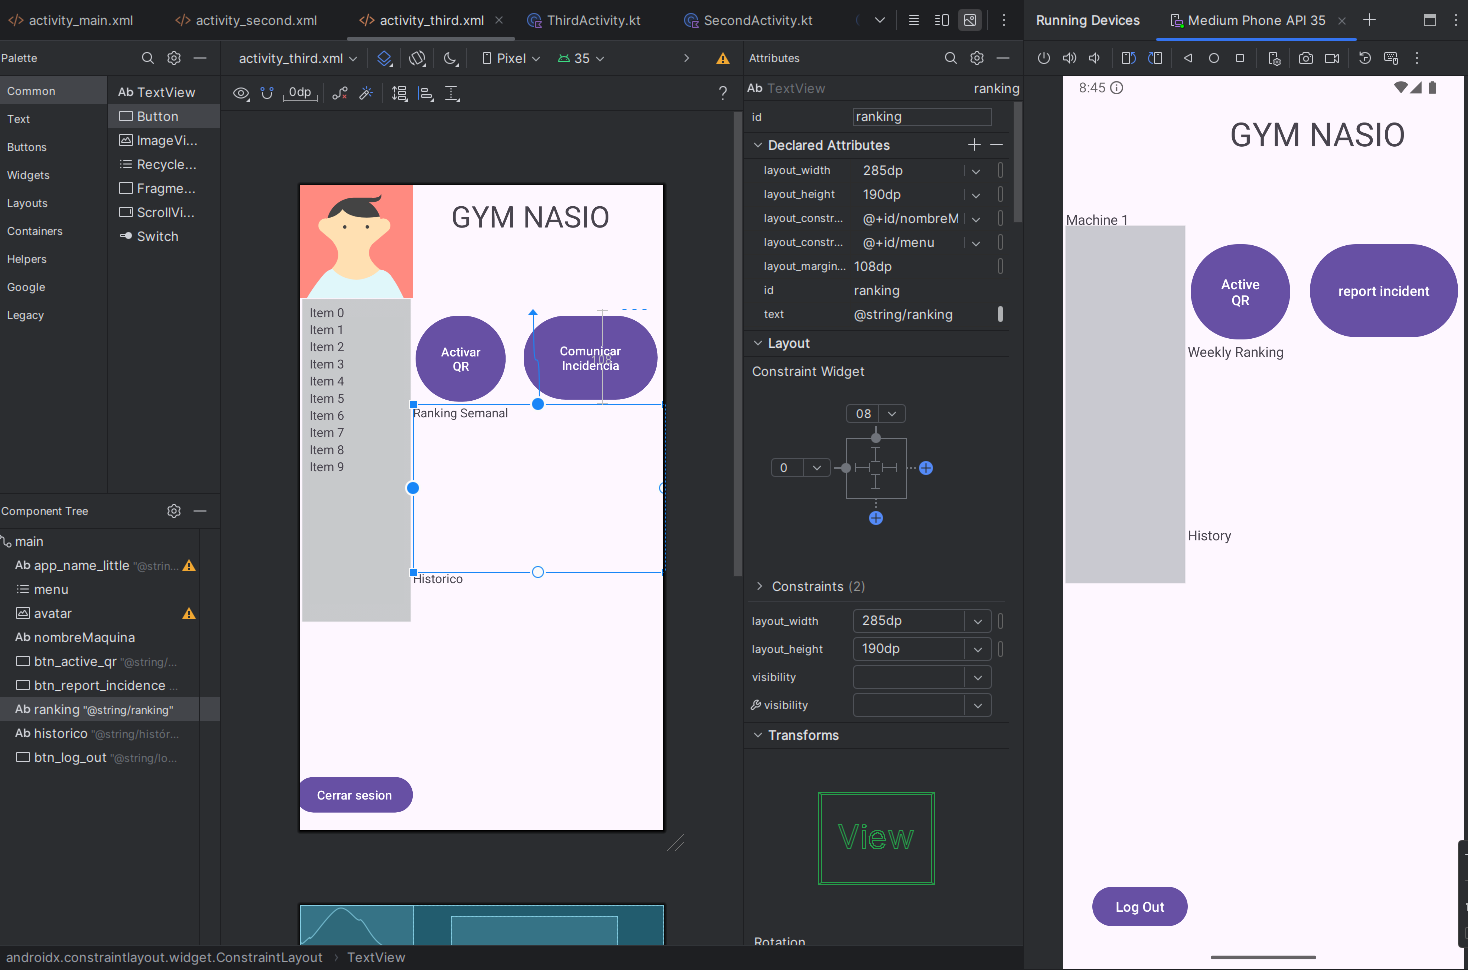 activity_main.xml
activity_second.xml
activity_third.xml
ThirdActivity.kt
SecondActivity.kt
Running Devices
Medium Phone API 35
Palette
activity_third.xml
Pixel
35
Attributes
Common
Text
Buttons
Widgets
Layouts
Containers
Helpers
Google
Legacy
Ab TextView
Button
ImageVi...
Recycle...
Fragme...
ScrollVi...
Switch
0dp
?
Ab TextView
ranking
id
ranking
Declared Attributes
layout_width
285dp
layout_height
190dp
layout_constr...
@+id/nombreM
layout_constr...
@+id/menu
layout_margin...
108dp
id
ranking
text
@string/ranking
Layout
Constraint Widget
08
0
Constraints (2)
layout_width
285dp
layout_height
190dp
visibility
visibility
Transforms
View
Rotation
GYM NASIO
Item 0
Item 1
Item 2
Item 3
Item 4
Item 5
Item 6
Item 7
Item 8
Item 9
Activar
QR
Comunicar
Incidencia
108
Ranking Semanal
Historico
Cerrar sesion
Component Tree
main
Ab app_name_little "@strin...
menu
avatar
Ab nombreMaquina
btn_active_qr "@string/...
btn_report_incidence ...
Ab ranking "@string/ranking"
Ab historico "@string/histór...
btn_log_out "@string/lo...
androidx.constraintlayout.widget.ConstraintLayout
TextView
8:45
GYM NASIO
Machine 1
Active
QR
report incident
Weekly Ranking
History
Log Out